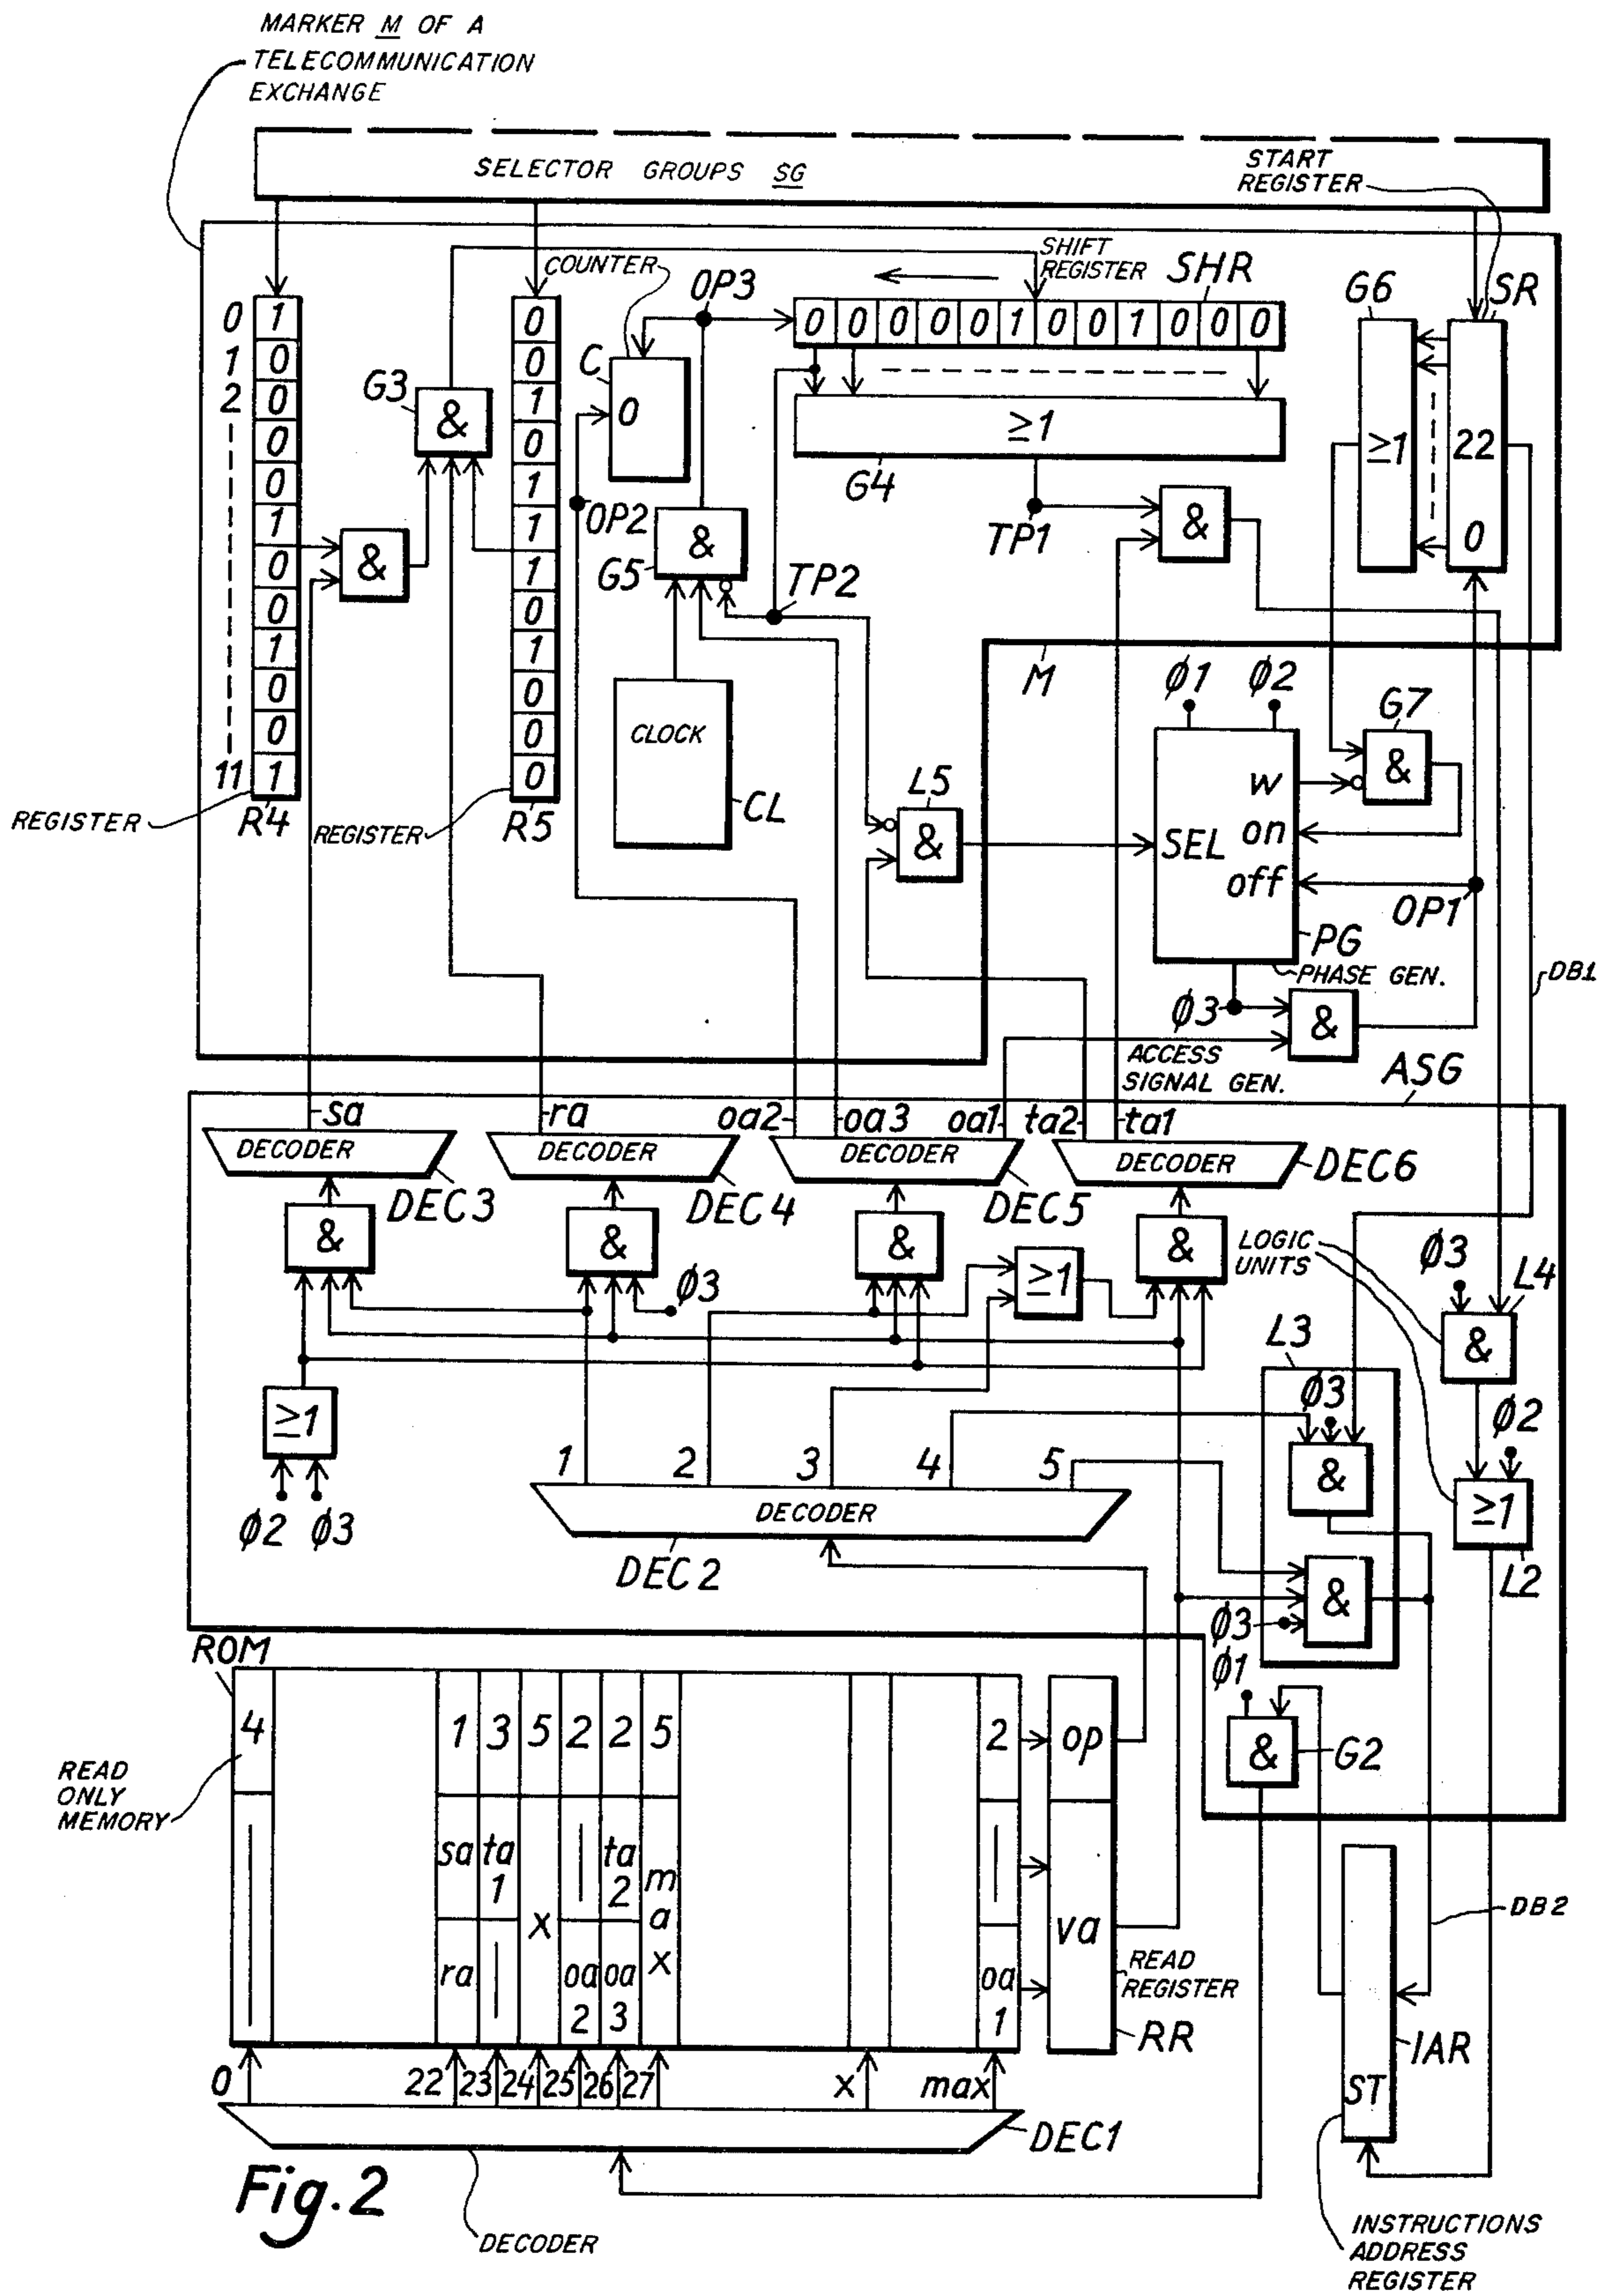 MARKER M OF A
TELECOMMUNICATION
EXCHANGE
SELECTOR GROUPS SG
START
REGISTER
COUNTER
OP3
SHIFT
REGISTER
SHR
G6
SR
0 1
1 0
2 0
0
0
1
0
0
1
0
0
11 1
REGISTER
R4
G3
&
&
0
0
1
0
1
1
1
0
1
0
0
0
REGISTER
R5
C
0
OP2
G5
&
TP2
CLOCK
CL
0 0 0 0 0 1 0 0 1 0 0 0
≥1
G4
TP1
&
≥1
22
0
M
Ø1
Ø2
G7
&
L5
&
W
SEL
on
off
OP1
PG
PHASE GEN.
Ø3
&
DB1
ACCESS
SIGNAL GEN.
ASG
sa
ra
oa2
oa3
oa1
ta2
ta1
DECODER
DECODER
DECODER
DECODER
DEC3
DEC4
DEC5
DEC6
&
&
&
&
≥1
Ø3
LOGIC
UNITS
Ø3
L4
&
L3
Ø3
Ø2
&
≥1
L2
≥1
Ø2
Ø3
1
2
3
4
5
DECODER
DEC2
&
Ø3
Ø1
&
G2
ROM
4
1 3 5 2 2 5
2
op
READ
ONLY
MEMORY
sa
ta
1
x
ta
2
m
a
x
va
ra
oa
2
oa
3
oa
1
READ
REGISTER
RR
DB2
IAR
ST
0
22
23
24
25
26
27
x
max
DEC1
Fig.2
DECODER
INSTRUCTIONS
ADDRESS
REGISTER